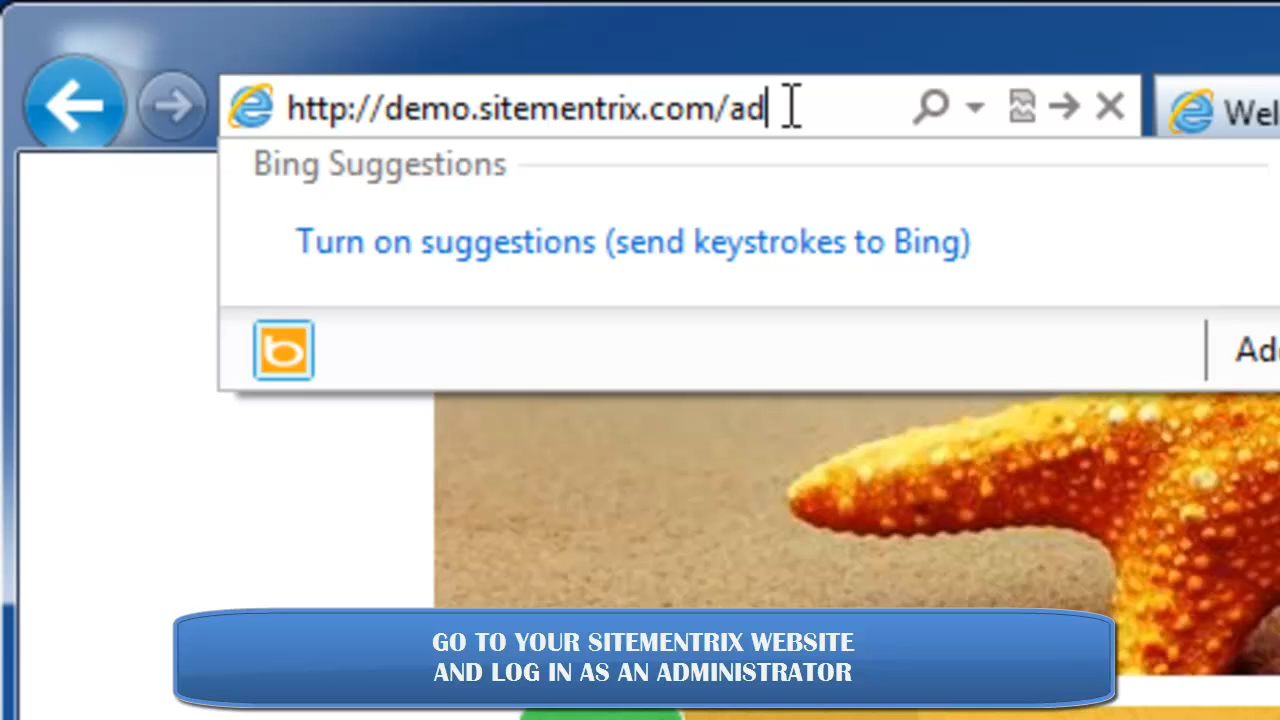 http://demo.sitementrix.com/ad
Wel
Bing Suggestions
Turn on suggestions (send keystrokes to Bing)
b
Ad
GO TO YOUR SITEMENTRIX WEBSITE
AND LOG IN AS AN ADMINISTRATOR